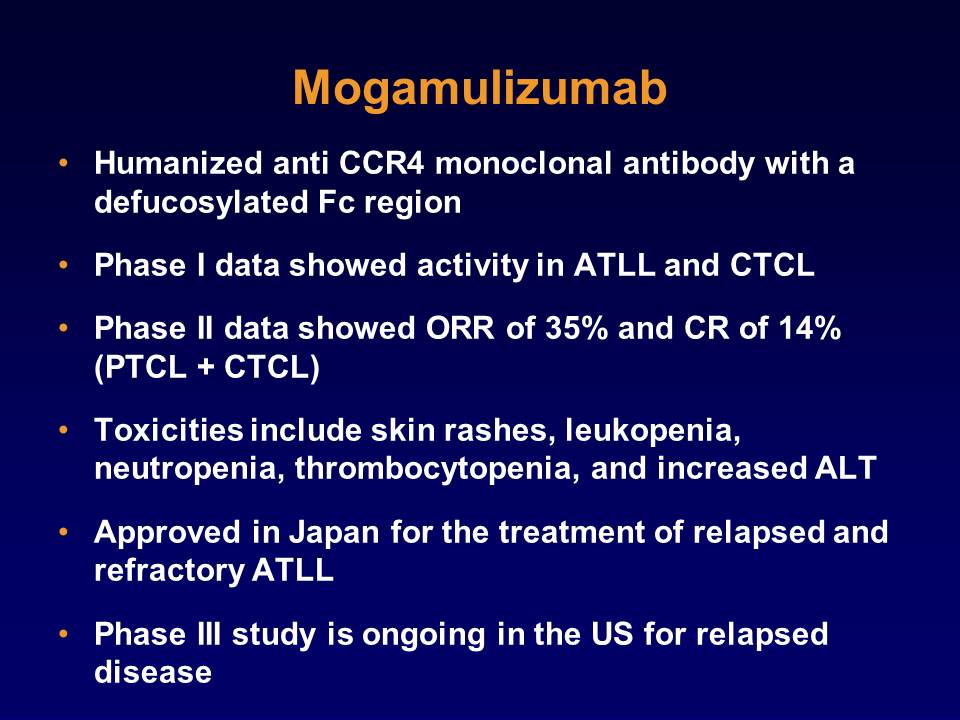 Mogamulizumab
• Humanized anti CCR4 monoclonal antibody with a
defucosylated Fc region
• Phase I data showed activity in ATLL and CTCL
• Phase II data showed ORR of 35% and CR of 14%
(PTCL + CTCL)
• Toxicities include skin rashes, leukopenia,
neutropenia, thrombocytopenia, and increased ALT
• Approved in Japan for the treatment of relapsed and
refractory ATLL
• Phase III study is ongoing in the US for relapsed
disease